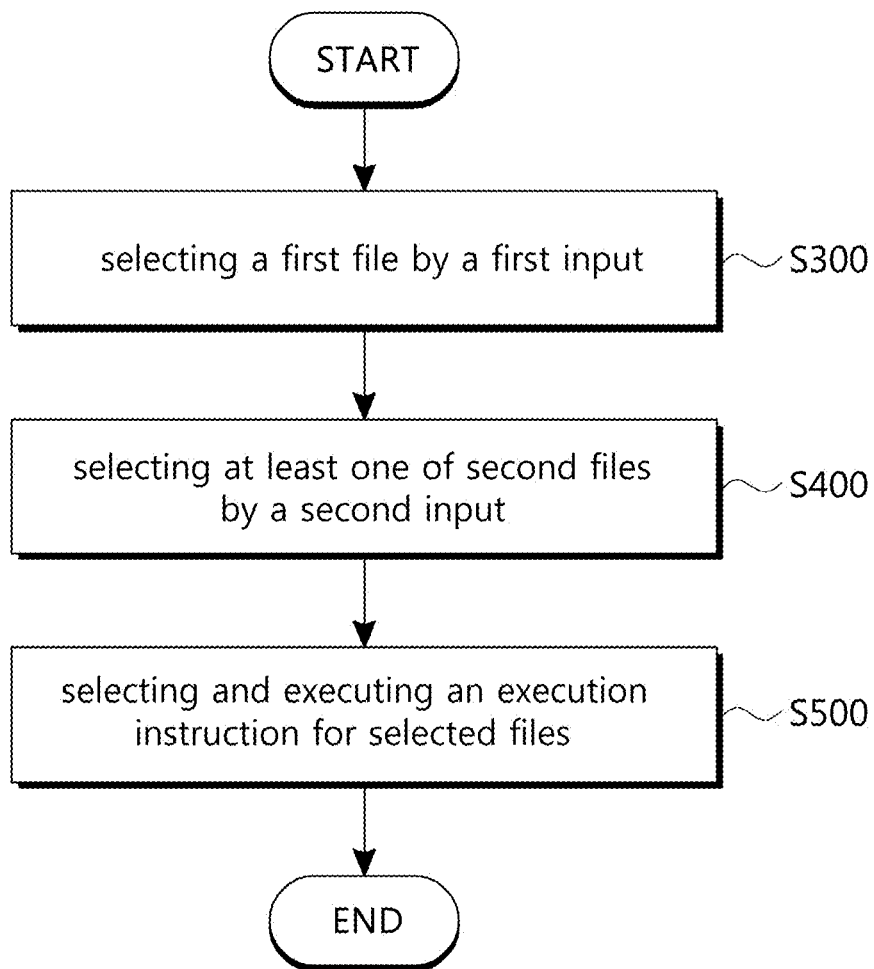 START
selecting a first file by a first input
S300
selecting at least one of second files
by a second input
S400
selecting and executing an execution
instruction for selected files
S500
END